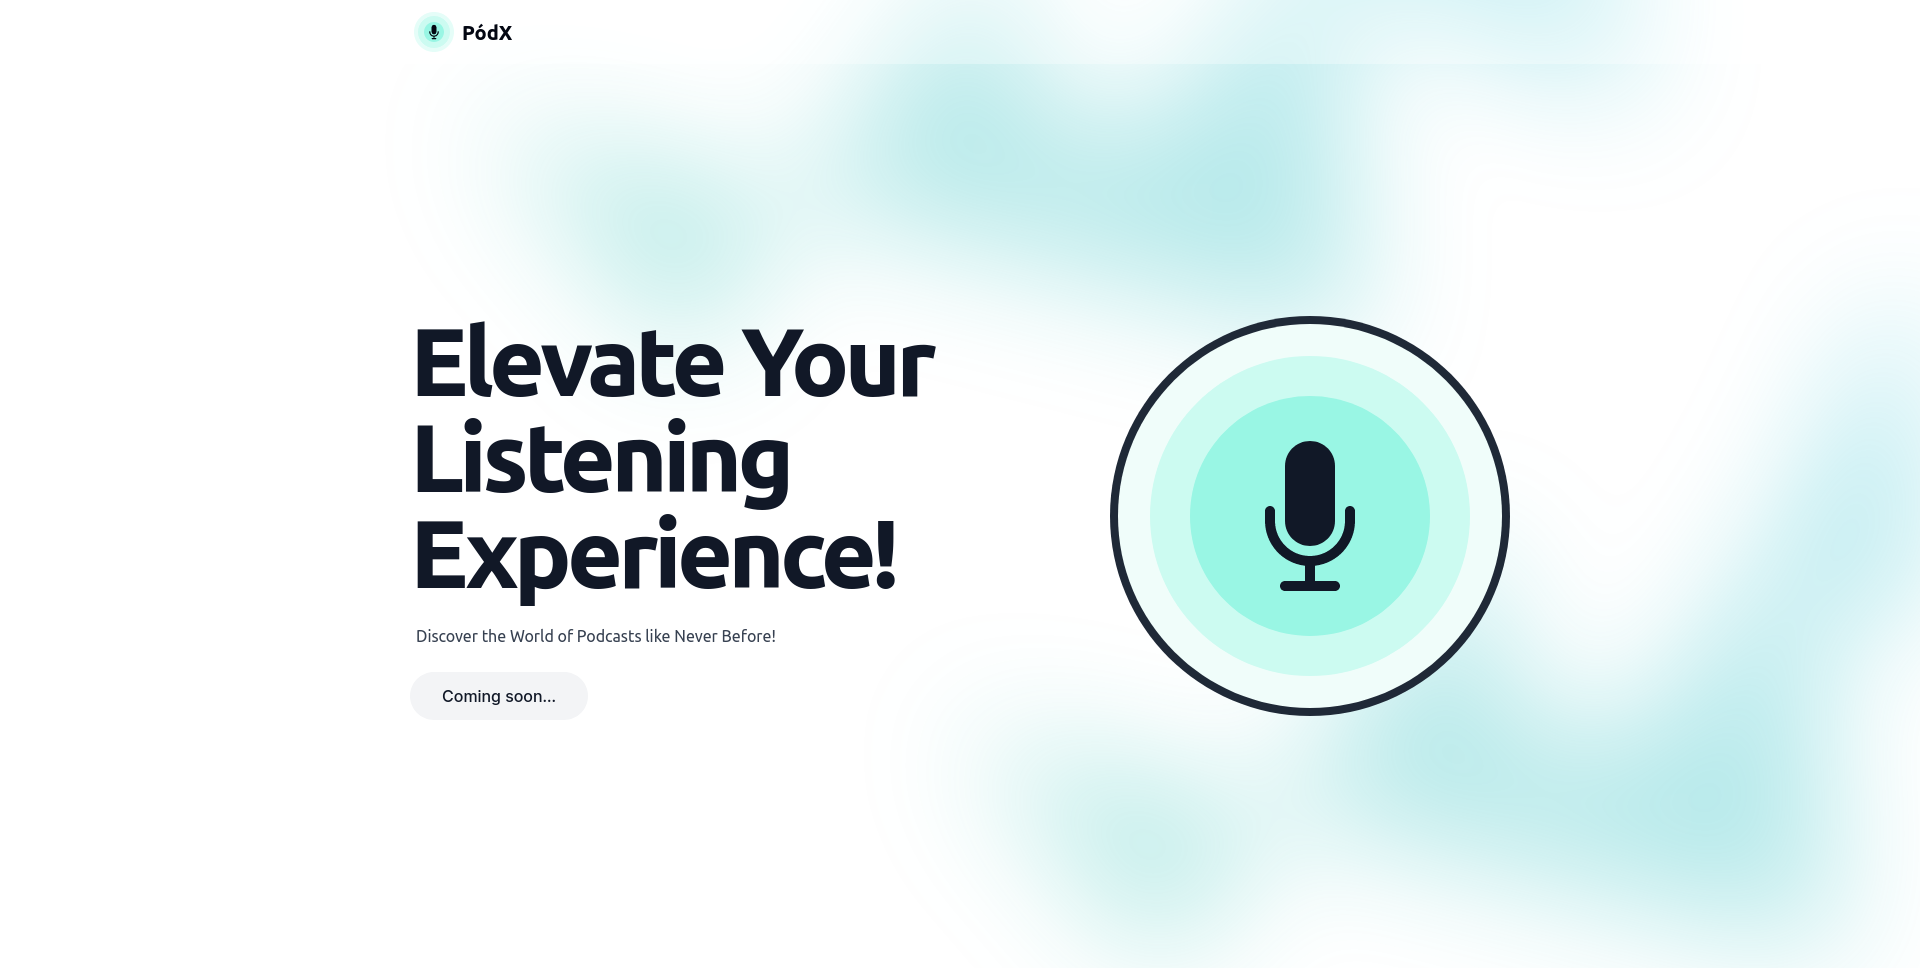 PódX
Elevate Your
Listening
Experience!
Discover the World of Podcasts like Never Before!
Coming soon...